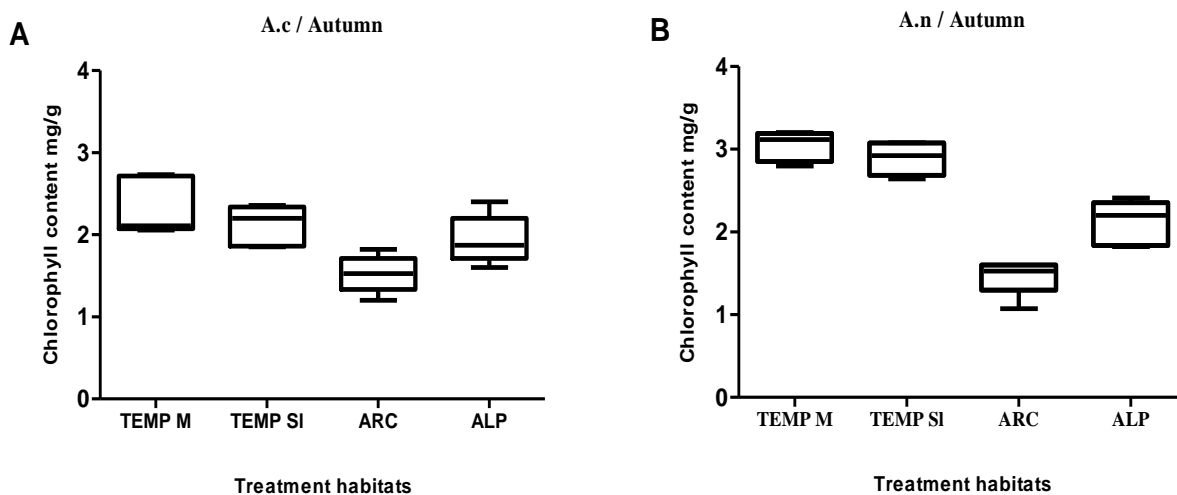 A
A.c / Autumn
Chlorophyll content mg/g
4
3
2
1
0
TEMP M TEMP SI ARC ALP
Treatment habitats
B
A.n / Autumn
Chlorophyll content mg/g
4
3
2
1
0
TEMP M TEMP SI ARC ALP
Treatment habitats